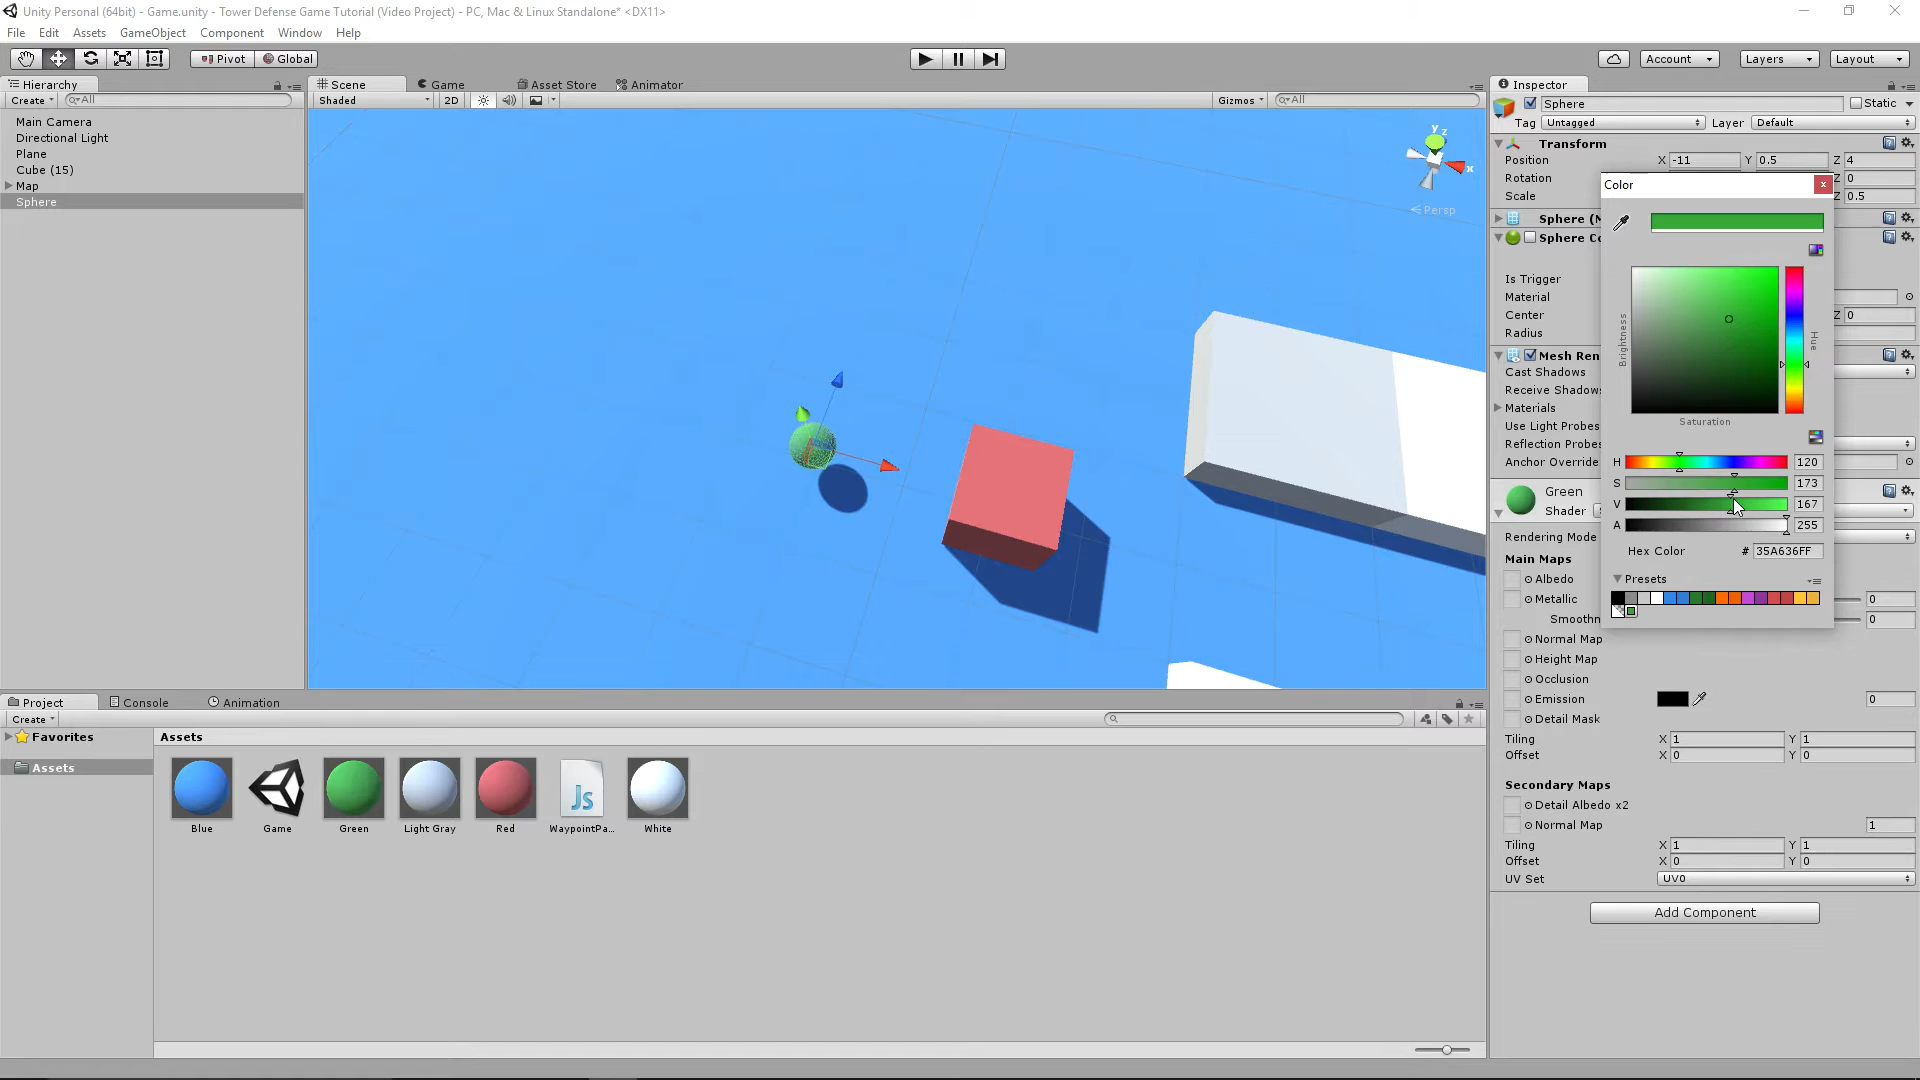 Unity Personal (64bit) - Game.unity - Tower Defense Game Tutorial (Video Project) - PC, Mac & Linux Standalone* <DX11>
File Edit Assets GameObject Component Window Help
Pivot Global Account Layers Layout
Hierarchy
Create All
Main Camera
Directional Light
Plane
Cube (15)
Map
Sphere
Scene Game Asset Store Animator
Shaded 2D Gizmos All
y z
x
Persp
Inspector
Sphere Static
Tag Untagged Layer Default
Transform
Position X -11 Y 0.5 Z 4
Rotation Z 0
Scale Z 0.5
Sphere (M
Sphere Co
Is Trigger
Material
Center Z 0
Radius
Mesh Ren
Cast Shadows
Receive Shadows
Materials
Use Light Probes
Reflection Probes
Anchor Override
Green
Shader
Rendering Mode
Main Maps
Albedo
Metallic 0
Smoothn 0
Normal Map
Height Map
Occlusion
Emission 0
Detail Mask
Tiling X 1 Y 1
Offset X 0 Y 0
Secondary Maps
Detail Albedo x2
Normal Map 1
Tiling X 1 Y 1
Offset X 0 Y 0
UV Set UV0
Add Component
Color x
Brightness
Hue
Saturation
H 120
S 173
V 167
A 255
Hex Color # 35A636FF
Presets
Project Console Animation
Create
Favorites
Assets
Assets
Blue Game Green Light Gray Red WaypointPa... White
Js